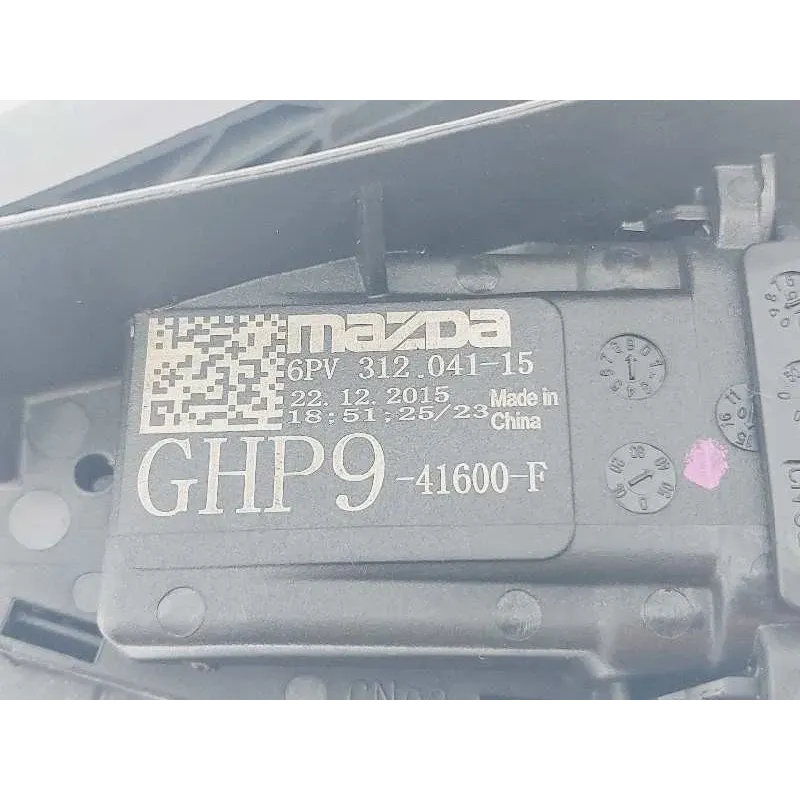 mazda
6PV 312.041-15
22.12.2015 Made in
18;51;25/23 China
GHP9 -41600-F